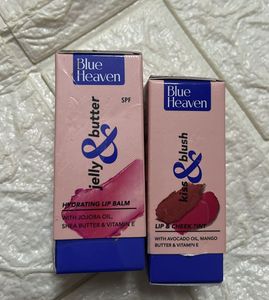 Blue
Heaven
jelly & butter
SPF
HYDRATING LIP BALM
WITH JOJOBA OIL,
SHEA BUTTER & VITAMIN E
Blue
Heaven
kiss & blush
LIP & CHEEK TINT
WITH AVOCADO OIL, MANGO
BUTTER & VITAMIN E